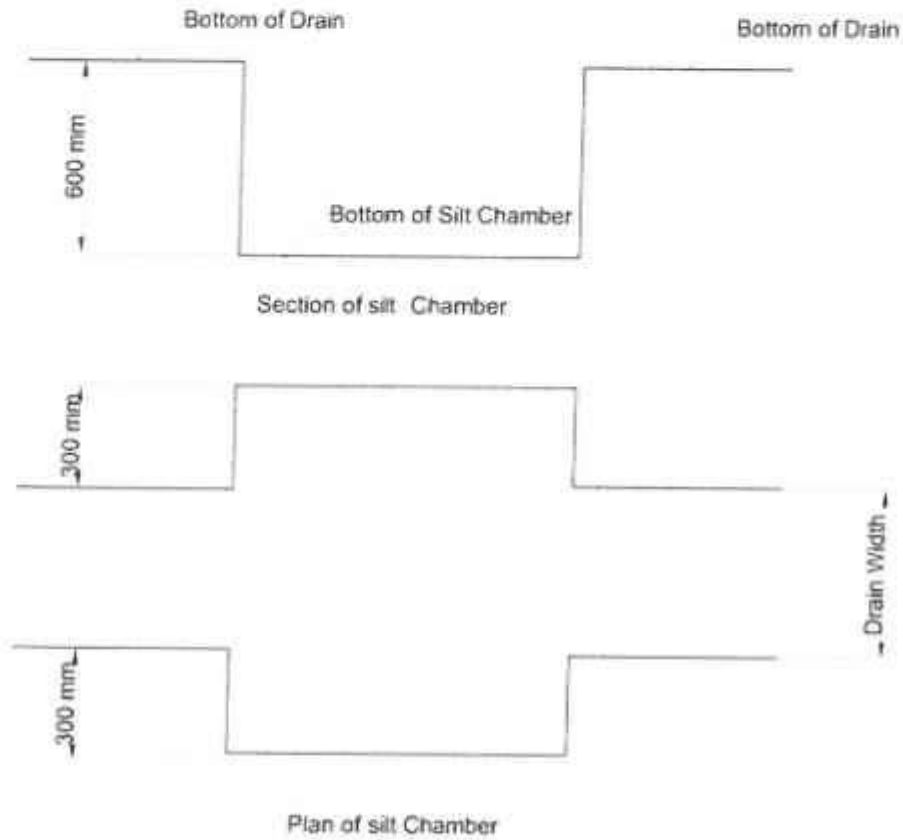 Bottom of Drain
Bottom of Drain
600 mm
Bottom of Silt Chamber
Section of silt Chamber
300 mm
Drain Width
300 mm
Plan of silt Chamber